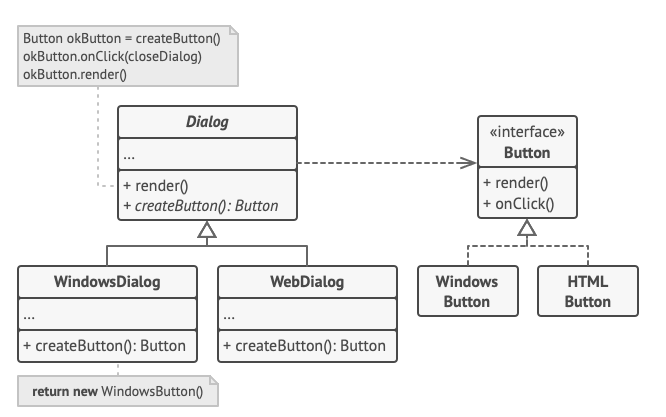 Button okButton = createButton()
okButton.onClick(closeDialog)
okButton.render()
Dialog
...
+ render()
+ createButton(): Button
«interface»
Button
+ render()
+ onClick()
WindowsDialog
...
+ createButton(): Button
WebDialog
...
+ createButton(): Button
Windows
Button
HTML
Button
return new WindowsButton()